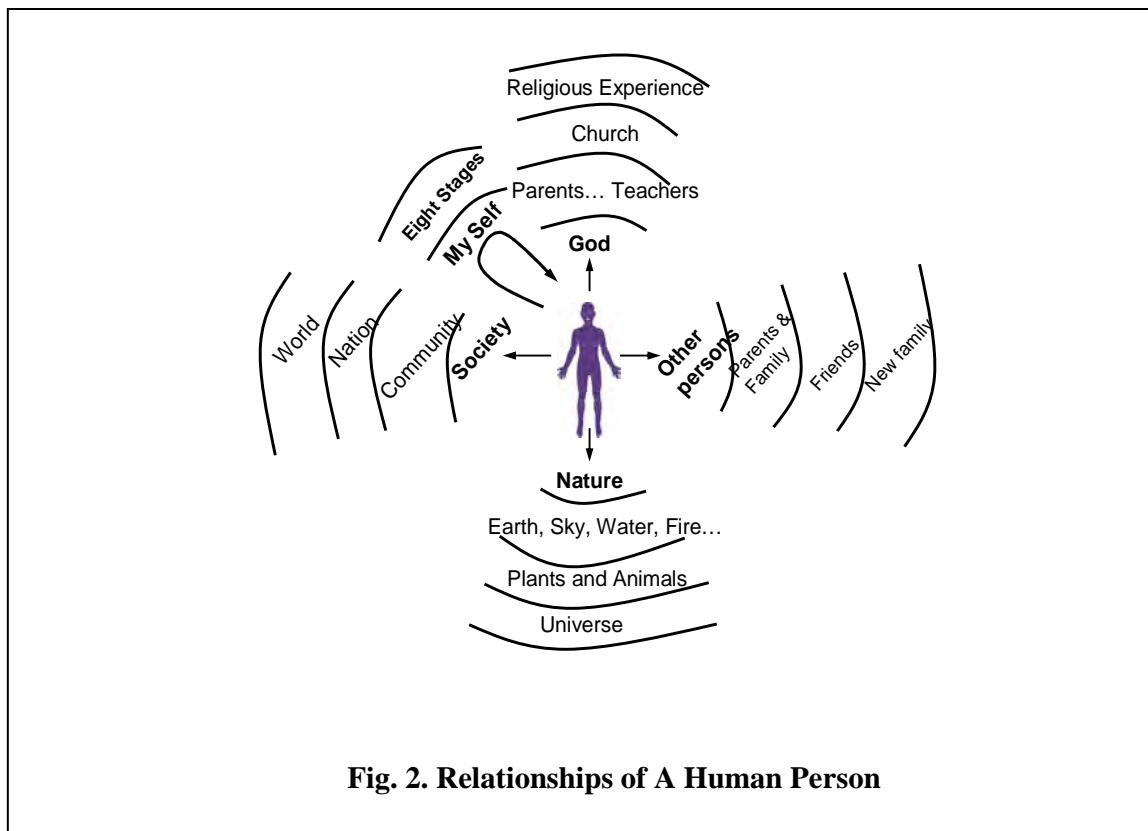 Religious Experience
Church
Parents… Teachers
God
Eight Stages
My Self
World
Nation
Community
Society
Other
persons
Parents &
Family
Friends
New family
Nature
Earth, Sky, Water, Fire…
Plants and Animals
Universe
Fig. 2. Relationships of A Human Person